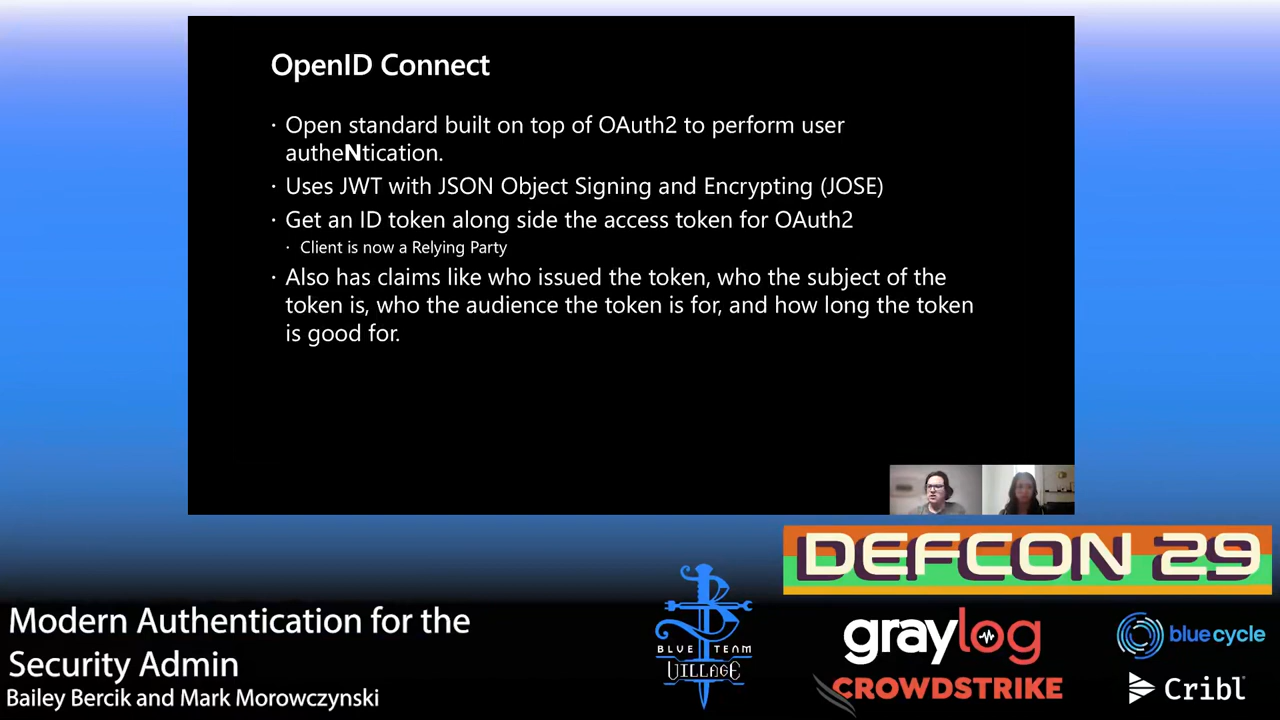 OpenID Connect
· Open standard built on top of OAuth2 to perform user
autheNtication.
· Uses JWT with JSON Object Signing and Encrypting (JOSE)
· Get an ID token along side the access token for OAuth2
· Client is now a Relying Party
· Also has claims like who issued the token, who the subject of the
token is, who the audience the token is for, and how long the token
is good for.
DEFCON 29
Modern Authentication for the
Security Admin
Bailey Bercik and Mark Morowczynski
BLUE TEAM
VILLAGE
graylog
CROWDSTRIKE
bluecycle
Cribl